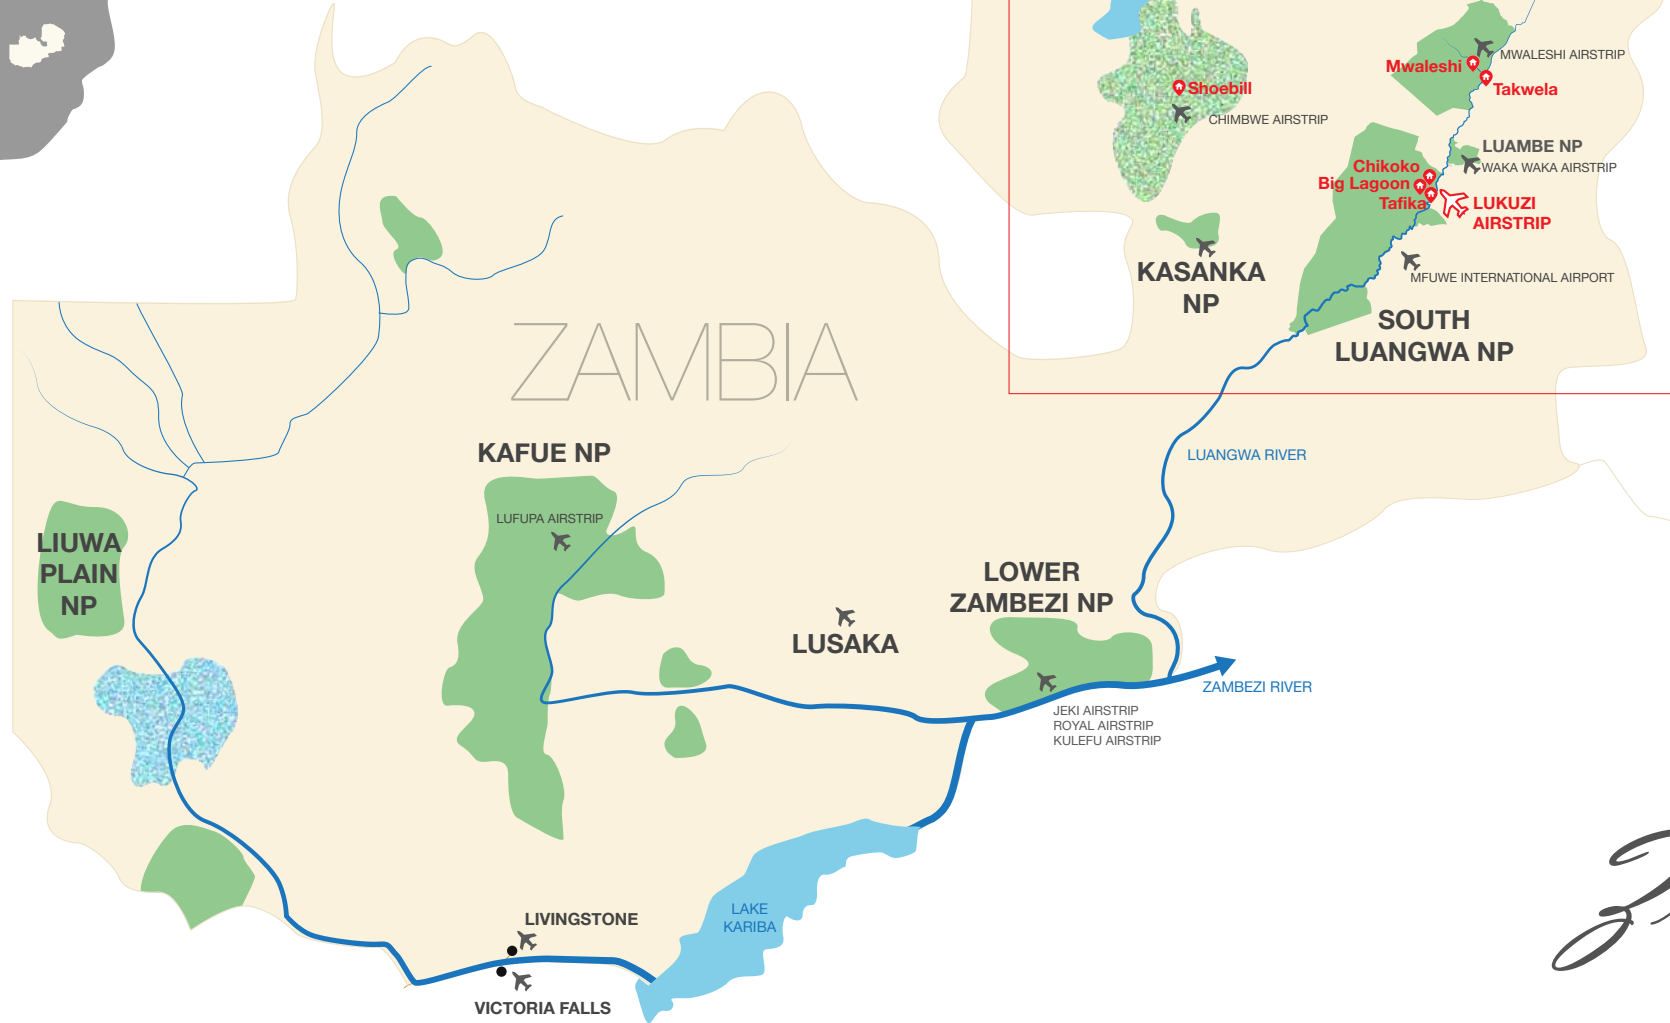 MWALESHI AIRSTRIP
Mwaleshi
Takwela
Shoebill
CHIMBWE AIRSTRIP
LUAMBE NP
WAKA WAKA AIRSTRIP
Chikoko
Big Lagoon
Tafika
LUKUZI
AIRSTRIP
KASANKA
NP
MFUWE INTERNATIONAL AIRPORT
SOUTH
LUANGWA NP
ZAMBIA
KAFUE NP
LUANGWA RIVER
LUFUPA AIRSTRIP
LIUWA
PLAIN
NP
LOWER
ZAMBEZI NP
LUSAKA
ZAMBEZI RIVER
JEKI AIRSTRIP
ROYAL AIRSTRIP
KULEFU AIRSTRIP
LAKE
KARIBA
LIVINGSTONE
VICTORIA FALLS